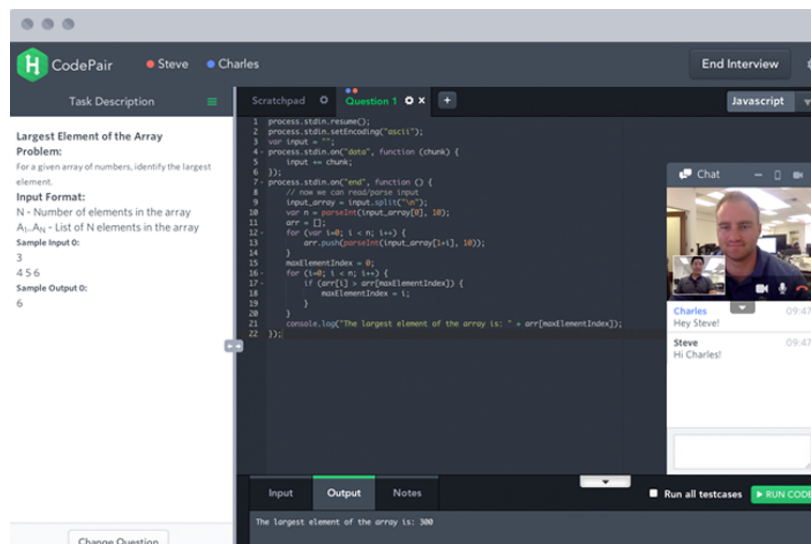 H CodePair
Steve
Charles
End Interview
Task Description
Scratchpad
Question 1
x
+
Javascript
Largest Element of the Array
Problem:
For a given array of numbers, identify the largest
element.
Input Format:
N - Number of elements in the array
A1..AN - List of N elements in the array
Sample Input 0:
3
4 5 6
Sample Output 0:
6
1 process.stdin.resume();
2 process.stdin.setEncoding("ascii");
3 var input = "";
4 process.stdin.on("data", function (chunk) {
5 input += chunk;
6 });
7 process.stdin.on("end", function () {
8 // now we can read/parse input
9 input_array = input.split("\n");
10 var n = parseInt(input_array[0], 10);
11 arr = [];
12 for (var i=0; i < n; i++) {
13 arr.push(parseInt(input_array[1+i], 10));
14 }
15 maxElementIndex = 0;
16 for (i=0; i < n; i++) {
17 if (arr[i] > arr[maxElementIndex]) {
18 maxElementIndex = i;
19 }
20 }
21 console.log("The largest element of the array is: " + arr[maxElementIndex]);
22 });
Chat
Charles 09:47
Hey Steve!
Steve 09:47
Hi Charles!
Input
Output
Notes
Run all testcases
RUN CODE
The largest element of the array is: 300
Change Question